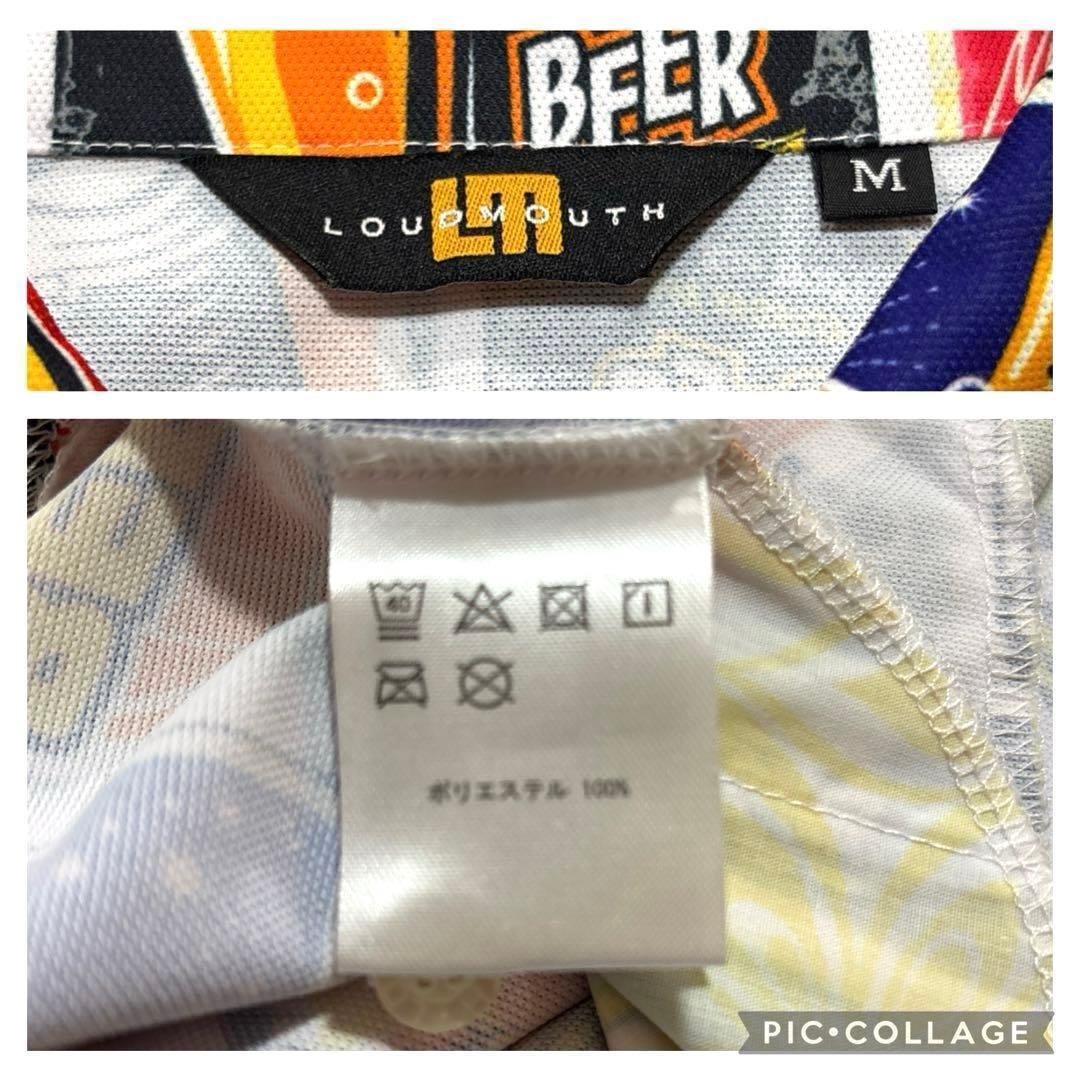 BEER
LOUDMOUTH
LM
M
40
ポリエステル 100%
PIC•COLLAGE